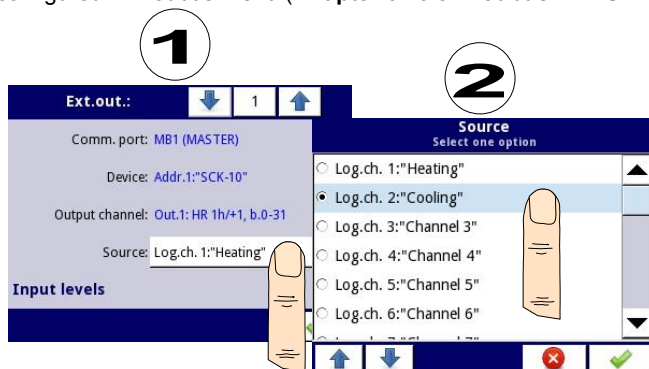 1
Ext.out.: 1
Comm. port: MB1 (MASTER)
Device: Addr.1:"SCK-10"
Output channel: Out.1: HR 1h/+1, b.0-31
Source: Log.ch. 1:"Heating"
Input levels
2
Source
Select one option
Log.ch. 1:"Heating"
Log.ch. 2:"Cooling"
Log.ch. 3:"Channel 3"
Log.ch. 4:"Channel 4"
Log.ch. 5:"Channel 5"
Log.ch. 6:"Channel 6"